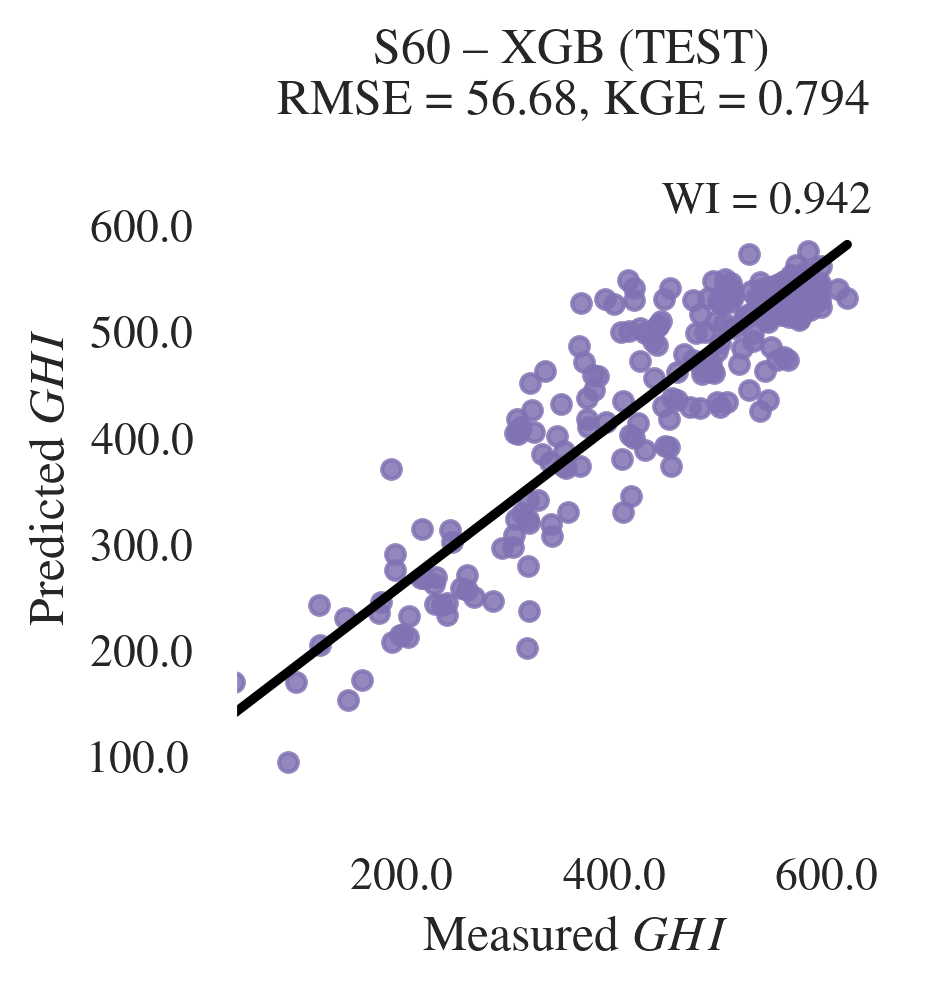 S60 – XGB (TEST)
RMSE = 56.68, KGE = 0.794
WI = 0.942
600.0
500.0
400.0
300.0
200.0
100.0
Predicted GHI
200.0 400.0 600.0
Measured GHI